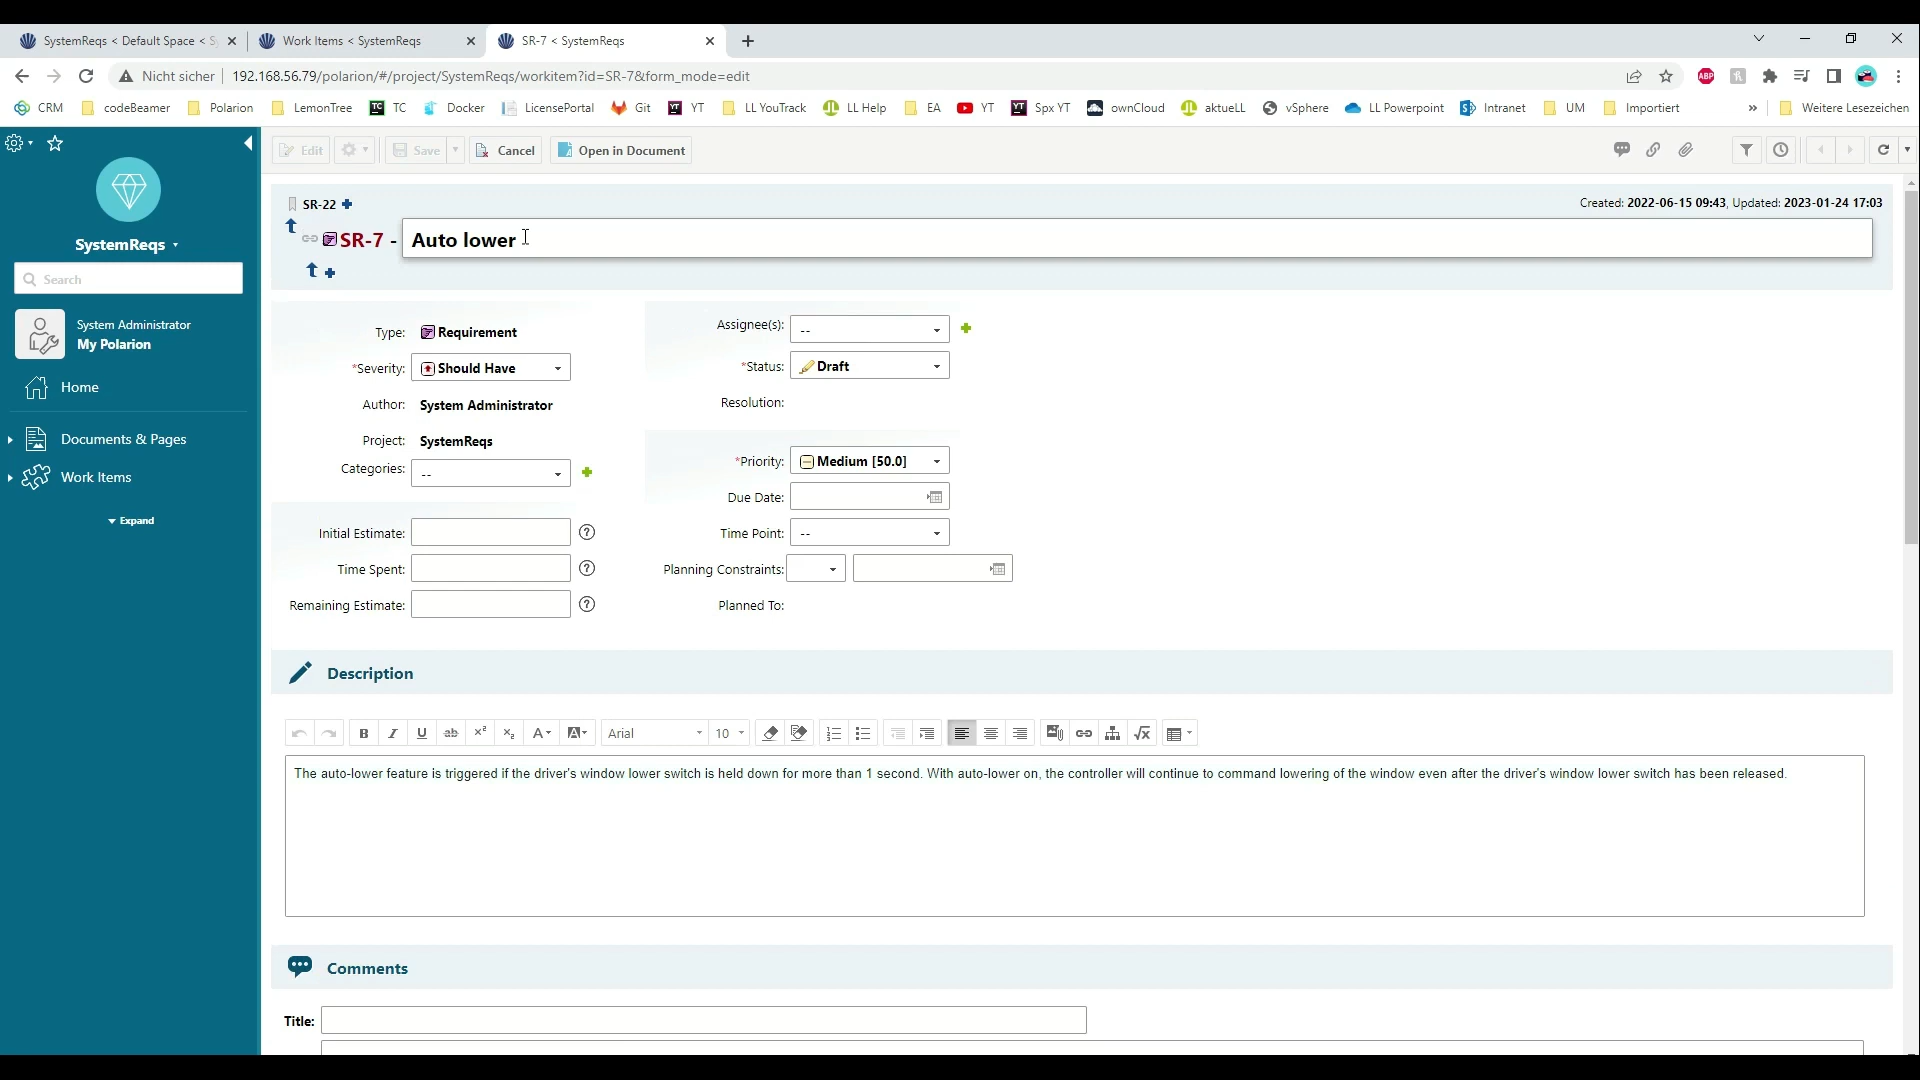 SystemReqs < Default Space < S
Work Items < SystemReqs
SR-7 < SystemReqs
Nicht sicher
192.168.56.79/polarion/#/project/SystemReqs/workitem?id=SR-7&form_mode=edit
ABP
CRM codeBeamer Polarion LemonTree TC TC Docker LicensePortal Git YT YT LL YouTrack LL Help EA YT YT Spx YT ownCloud aktueLL vSphere LL Powerpoint Intranet UM Importiert » Weitere Lesezeichen
Edit Save Cancel Open in Document
SystemReqs
Search
System Administrator
My Polarion
Home
Documents & Pages
Work Items
Expand
SR-22
Created: 2022-06-15 09:43, Updated: 2023-01-24 17:03
SR-7 - Auto lower
Type: Requirement
*Severity: Should Have
Author: System Administrator
Project: SystemReqs
Categories: --
Initial Estimate:
Time Spent:
Remaining Estimate:
Assignee(s): --
*Status: Draft
Resolution:
*Priority: Medium [50.0]
Due Date:
Time Point: --
Planning Constraints:
Planned To:
Description
Arial 10
The auto-lower feature is triggered if the driver's window lower switch is held down for more than 1 second. With auto-lower on, the controller will continue to command lowering of the window even after the driver's window lower switch has been released.
Comments
Title: